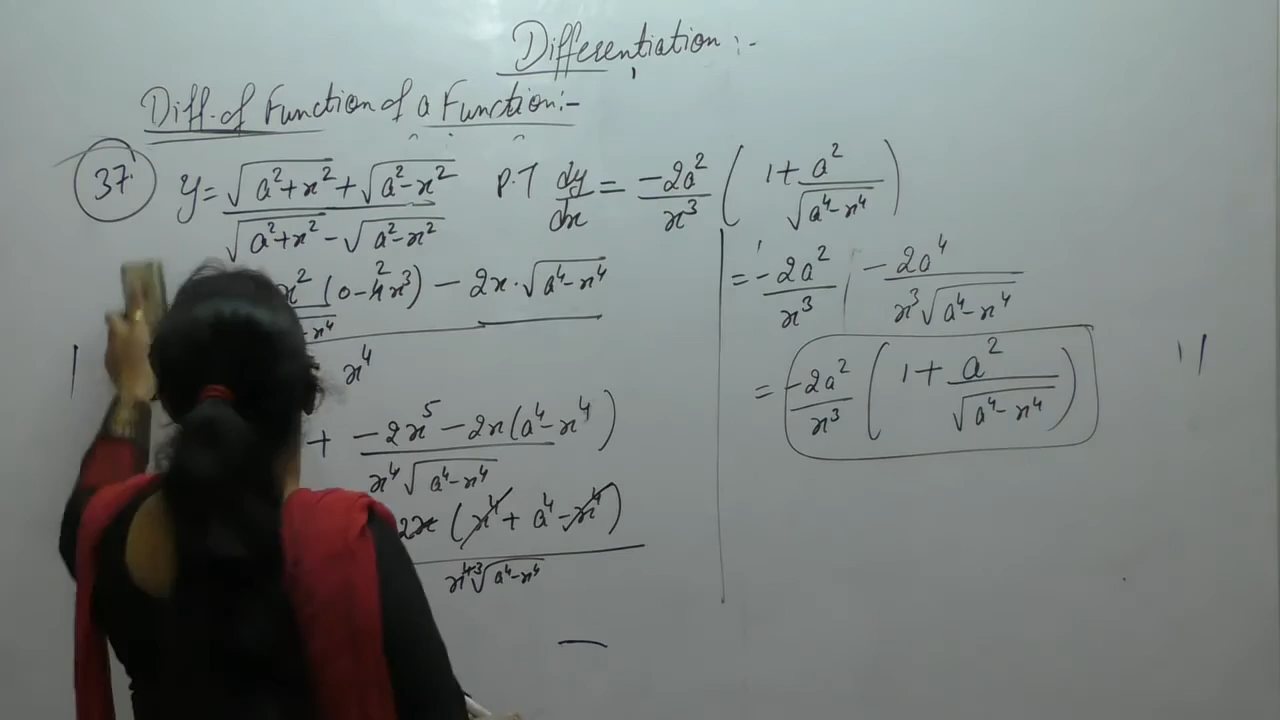 Differentiation :-
Diff. of Function of a Function :-
37. y = √(a²+x²) + √(a²-x²) / √(a²+x²) - √(a²-x²) P.T dy/dx = -2a²/x³ ( 1 + a²/√(a⁴-x⁴) )
x² (0 - 4²x³) - 2x · √(a⁴-x⁴)
- x⁴
x⁴
+ -2x⁵ - 2x(a⁴-x⁴) / x⁴ √(a⁴-x⁴)
2x (x⁴ + a⁴ - x⁴) / x⁴³ √(a⁴-x⁴)
= -2a²/x³ - 2a⁴/x³√(a⁴-x⁴)
= -2a²/x³ ( 1 + a²/√(a⁴-x⁴) )